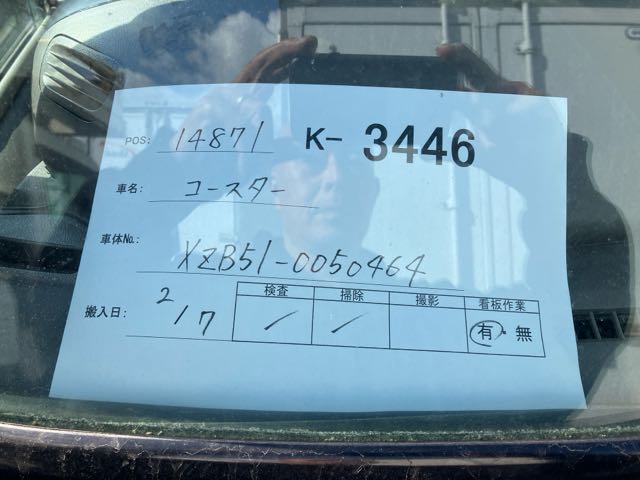 POS: 14871 K- 3446
車名: コースター
車体No.: XZB51-0050464
搬入日: 2/17
検査 掃除 撮影 看板作業
/ / 有・無